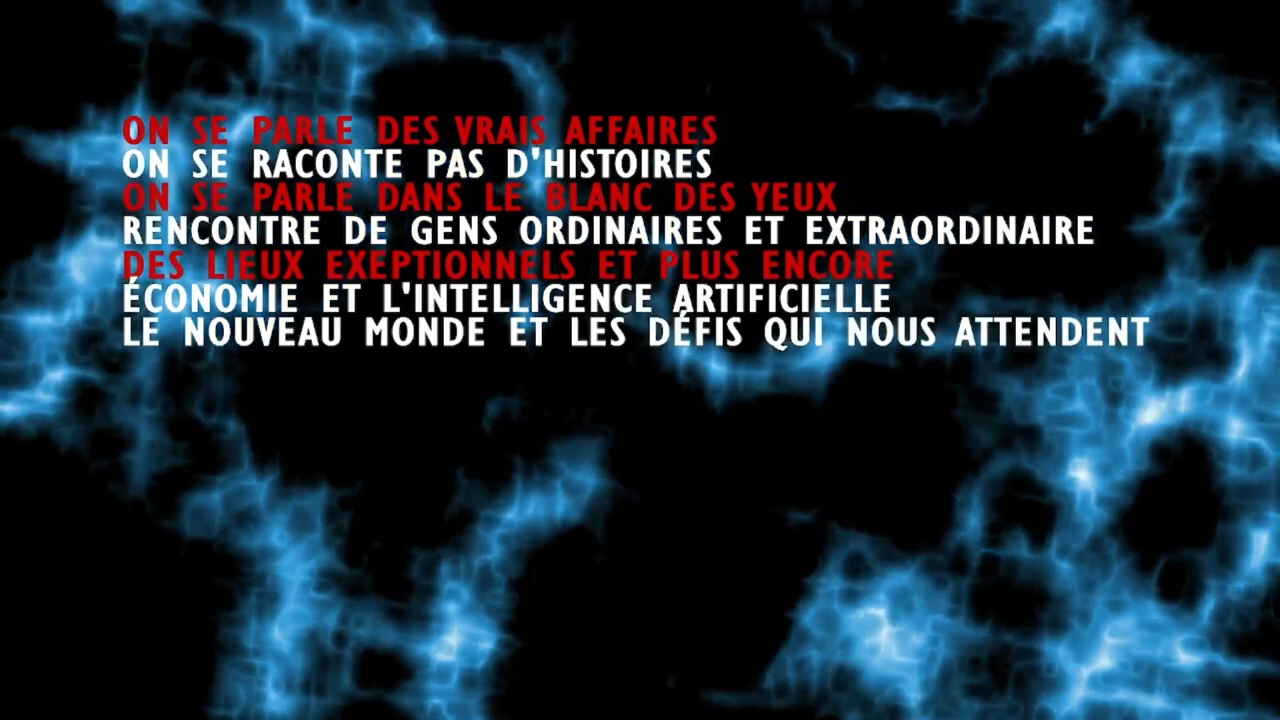 ON SE PARLE DES VRAIS AFFAIRES
ON SE RACONTE PAS D'HISTOIRES
ON SE PARLE DANS LE BLANC DES YEUX
RENCONTRE DE GENS ORDINAIRES ET EXTRAORDINAIRE
DES LIEUX EXEPTIONNELS ET PLUS ENCORE
ÉCONOMIE ET L'INTELLIGENCE ARTIFICIELLE
LE NOUVEAU MONDE ET LES DÉFIS QUI NOUS ATTENDENT